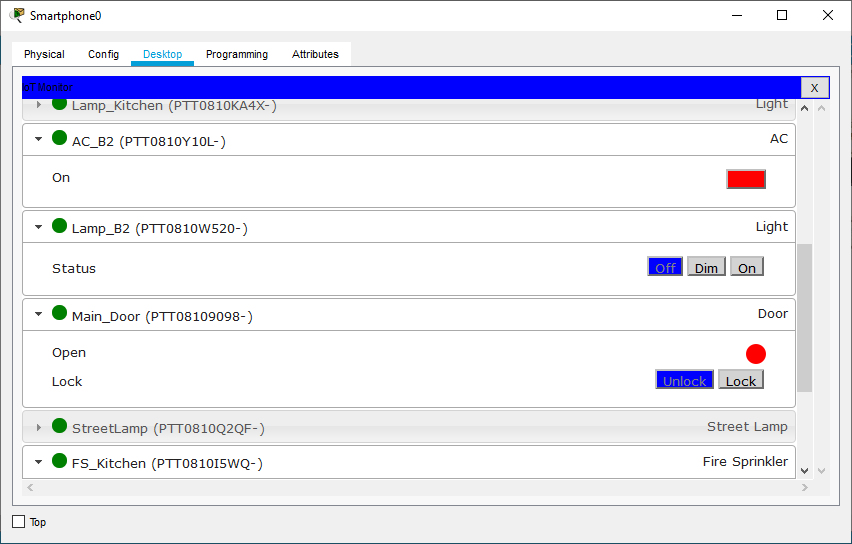 Smartphone0
Physical Config Desktop Programming Attributes
IoT Monitor X
Lamp_Kitchen (PTT0810KA4X-) Light
AC_B2 (PTT0810Y10L-) AC
On
Lamp_B2 (PTT0810W520-) Light
Status Off Dim On
Main_Door (PTT08109098-) Door
Open
Lock Unlock Lock
StreetLamp (PTT0810Q2QF-) Street Lamp
FS_Kitchen (PTT0810I5WQ-) Fire Sprinkler
Top